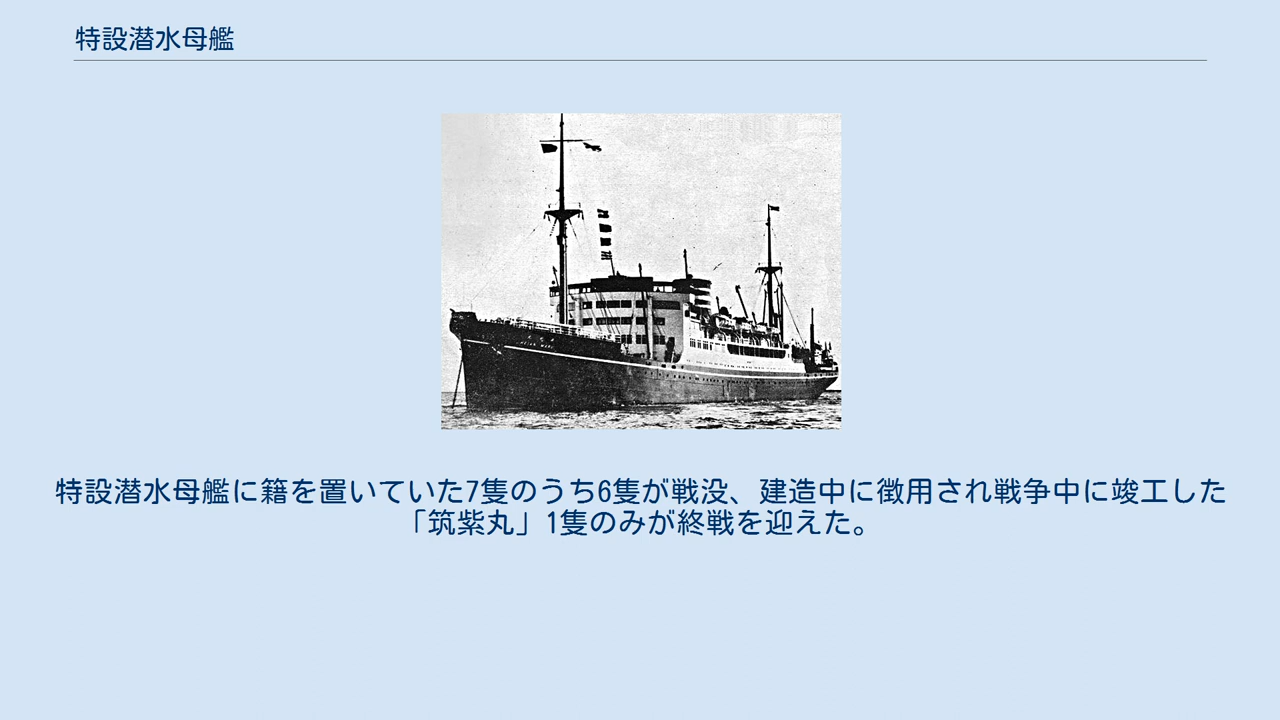 特設潜水母艦
特設潜水母艦に籍を置いていた7隻のうち6隻が戦没、建造中に徴用され戦争中に竣工した
「筑紫丸」1隻のみが終戦を迎えた。